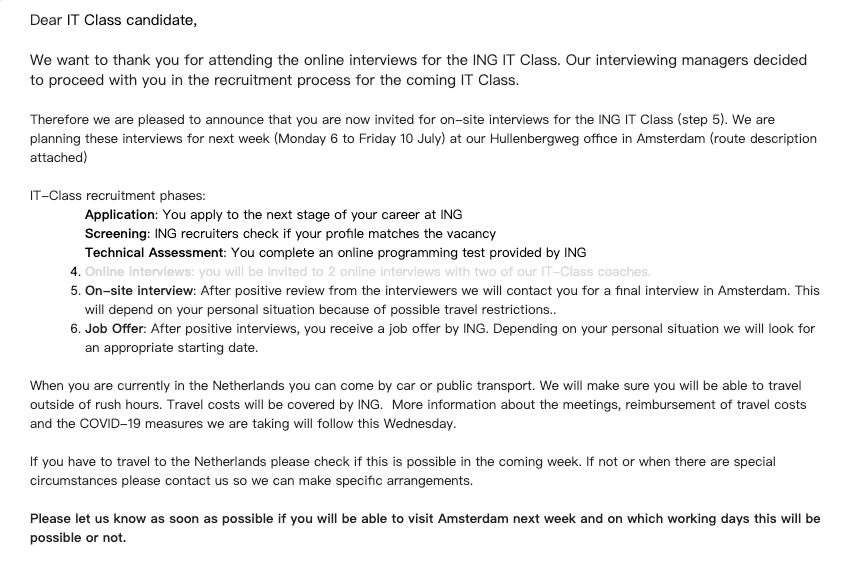 Dear IT Class candidate,
We want to thank you for attending the online interviews for the ING IT Class. Our interviewing managers decided
to proceed with you in the recruitment process for the coming IT Class.
Therefore we are pleased to announce that you are now invited for on-site interviews for the ING IT Class (step 5). We are
planning these interviews for next week (Monday 6 to Friday 10 July) at our Hullenbergweg office in Amsterdam (route description
attached)
IT-Class recruitment phases:
Application: You apply to the next stage of your career at ING
Screening: ING recruiters check if your profile matches the vacancy
Technical Assessment: You complete an online programming test provided by ING
4. Online Interviews: you will be invited to 2 online interviews with two of our IT-Class coaches.
5. On-site interview: After positive review from the interviewers we will contact you for a final interview in Amsterdam. This
will depend on your personal situation because of possible travel restrictions..
6. Job Offer: After positive interviews, you receive a job offer by ING. Depending on your personal situation we will look for
an appropriate starting date.
When you are currently in the Netherlands you can come by car or public transport. We will make sure you will be able to travel
outside of rush hours. Travel costs will be covered by ING.  More information about the meetings, reimbursement of travel costs
and the COVID-19 measures we are taking will follow this Wednesday.
If you have to travel to the Netherlands please check if this is possible in the coming week. If not or when there are special
circumstances please contact us so we can make specific arrangements.
Please let us know as soon as possible if you will be able to visit Amsterdam next week and on which working days this will be
possible or not.